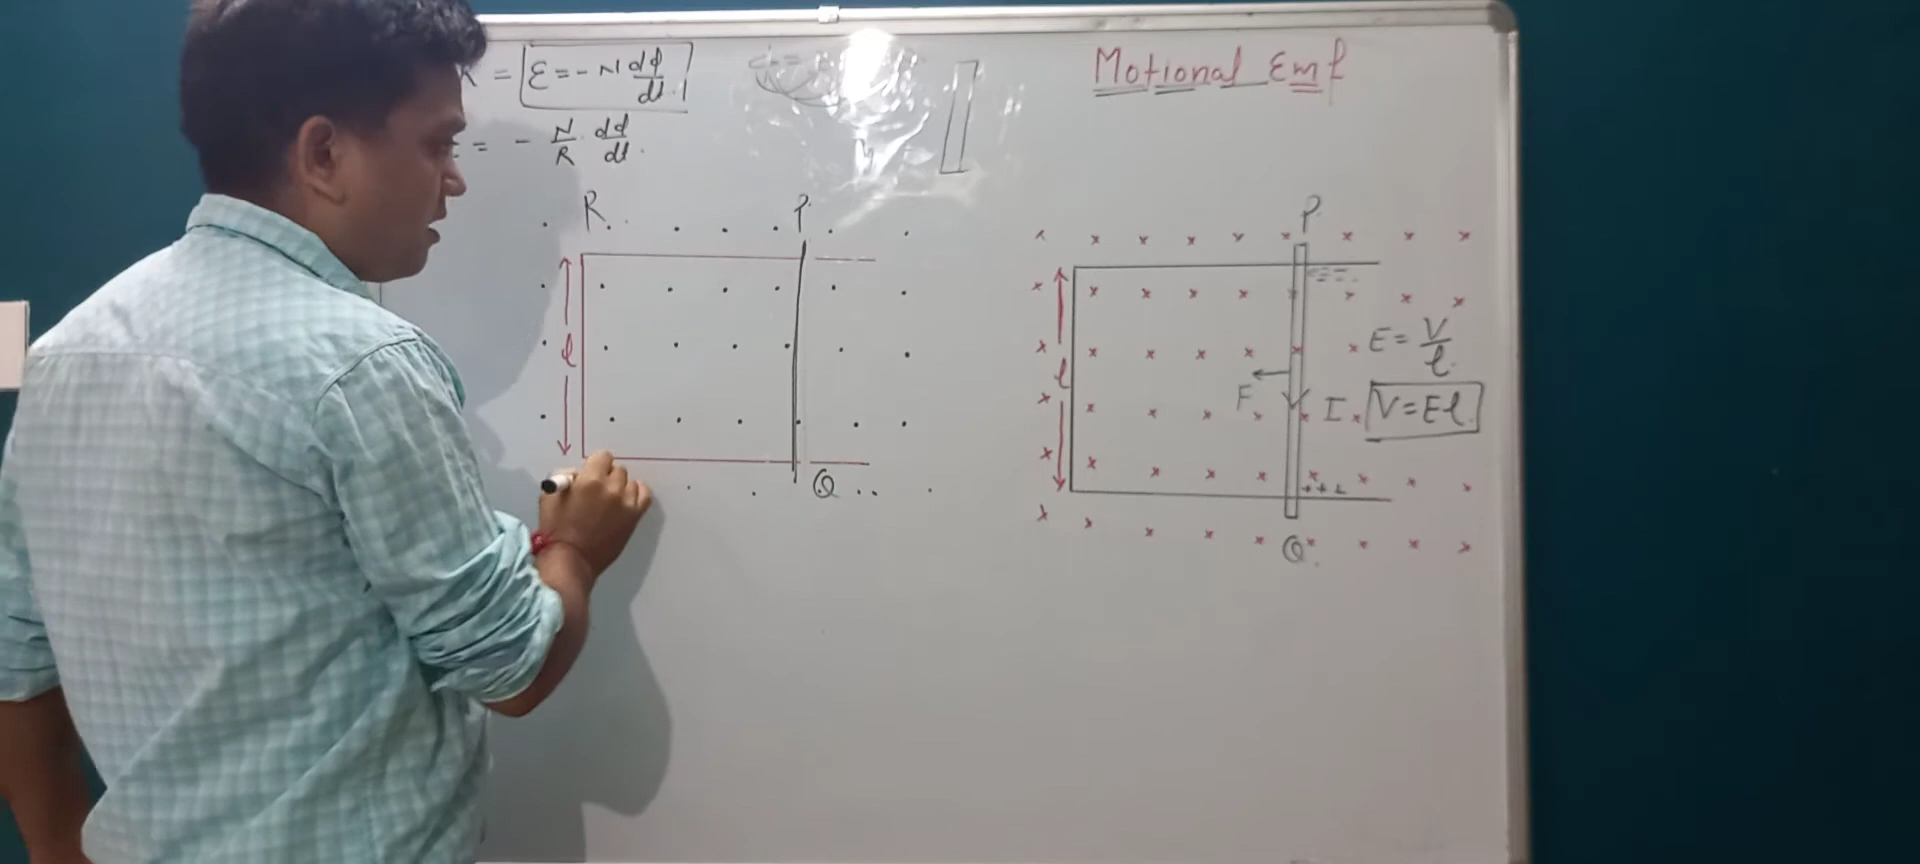 R = ε = - N dφ/dt
= - N/R dφ/dt
Motional Emf
R P
l
Q
P
E = V/l
l
F I V = El
Q